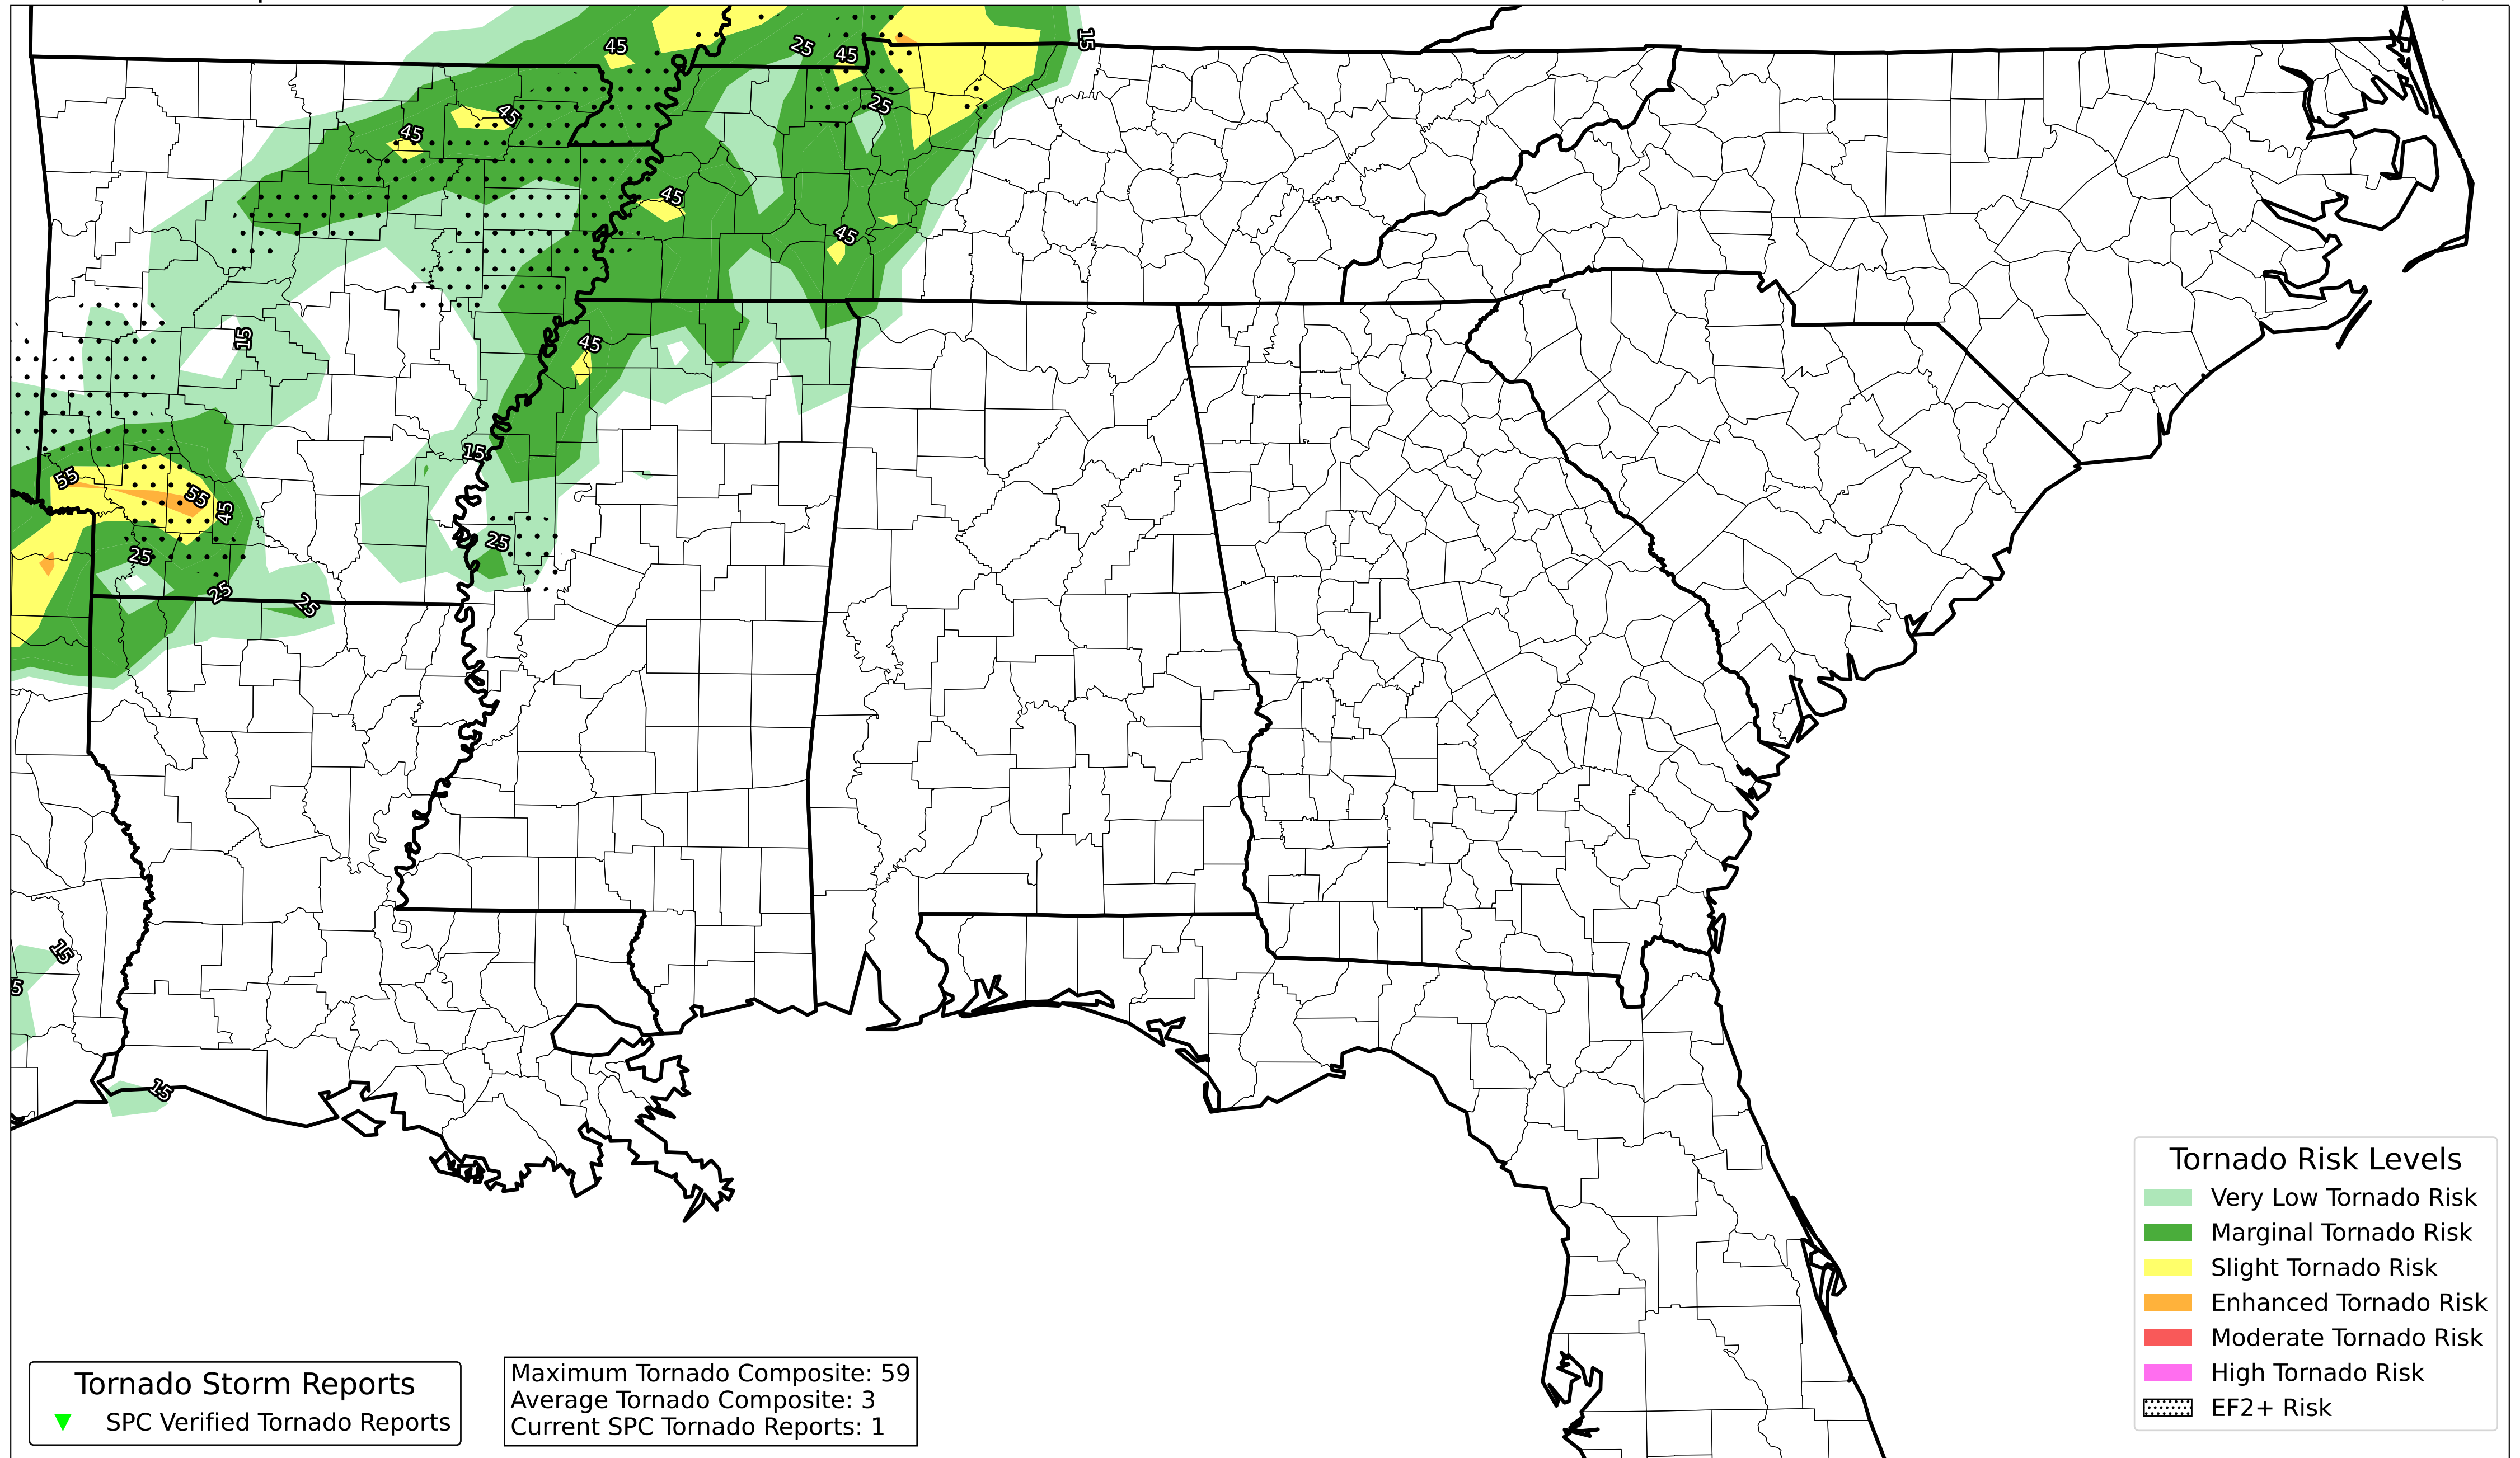 45
25
45
15
45
45
25
45
45
15
45
15
55
55
45
25
25
25
25
15
5
15
Tornado Risk Levels
Very Low Tornado Risk
Marginal Tornado Risk
Slight Tornado Risk
Enhanced Tornado Risk
Moderate Tornado Risk
High Tornado Risk
EF2+ Risk
Tornado Storm Reports
SPC Verified Tornado Reports
Maximum Tornado Composite: 59
Average Tornado Composite: 3
Current SPC Tornado Reports: 1